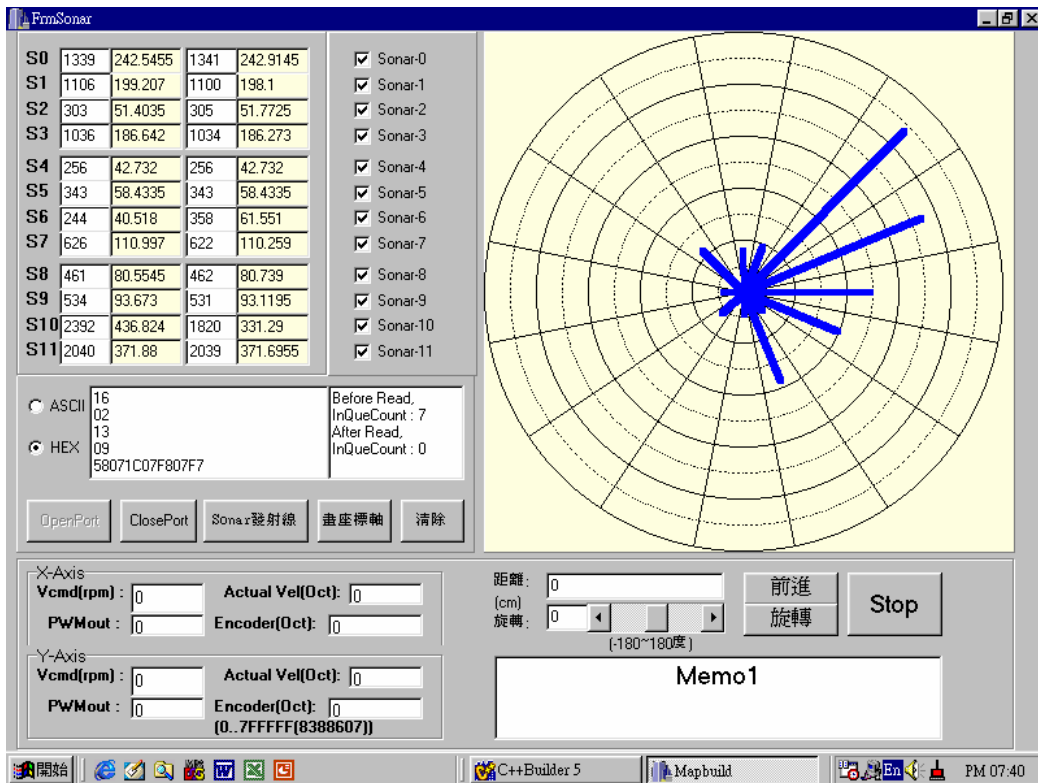 FrmSonar
S0 1339 242.5455 1341 242.9145
S1 1106 199.207 1100 198.1
S2 303 51.4035 305 51.7725
S3 1036 186.642 1034 186.273
S4 256 42.732 256 42.732
S5 343 58.4335 343 58.4335
S6 244 40.518 358 61.551
S7 626 110.997 622 110.259
S8 461 80.5545 462 80.739
S9 534 93.673 531 93.1195
S10 2392 436.824 1820 331.29
S11 2040 371.88 2039 371.6955
Sonar-0
Sonar-1
Sonar-2
Sonar-3
Sonar-4
Sonar-5
Sonar-6
Sonar-7
Sonar-8
Sonar-9
Sonar-10
Sonar-11
ASCII
HEX
16
02
13
09
58071C07F807F7
Before Read,
InQueCount : 7
After Read,
InQueCount : 0
OpenPort ClosePort Sonar發射線 畫座標軸 清除
X-Axis
Vcmd(rpm) : 0 Actual Vel(Oct): 0
PWMout : 0 Encoder(Oct): 0
Y-Axis
Vcmd(rpm) : 0 Actual Vel(Oct): 0
PWMout : 0 Encoder(Oct): 0
(0..7FFFFF(8388607))
距離: 0
(cm)
旋轉: 0
(-180~180度)
前進
旋轉
Stop
Memo1
開始 C++Builder 5 Mapbuild En PM 07:40